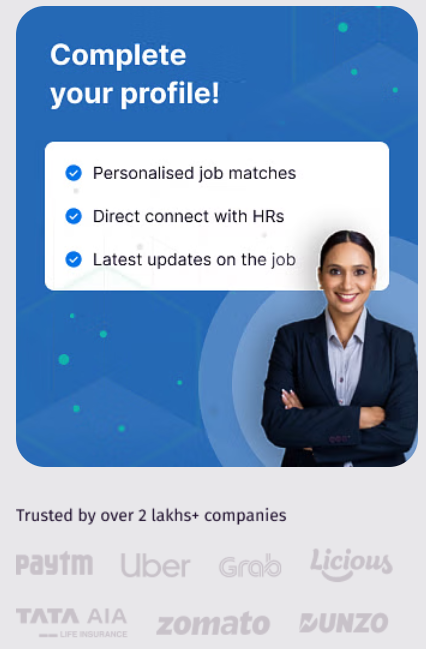 Complete
your profile!
Personalised job matches
Direct connect with HRs
Latest updates on the job
Trusted by over 2 lakhs+ companies
paytm Uber Grab Licious
TATA AIA
LIFE INSURANCE
zomato DUNZO